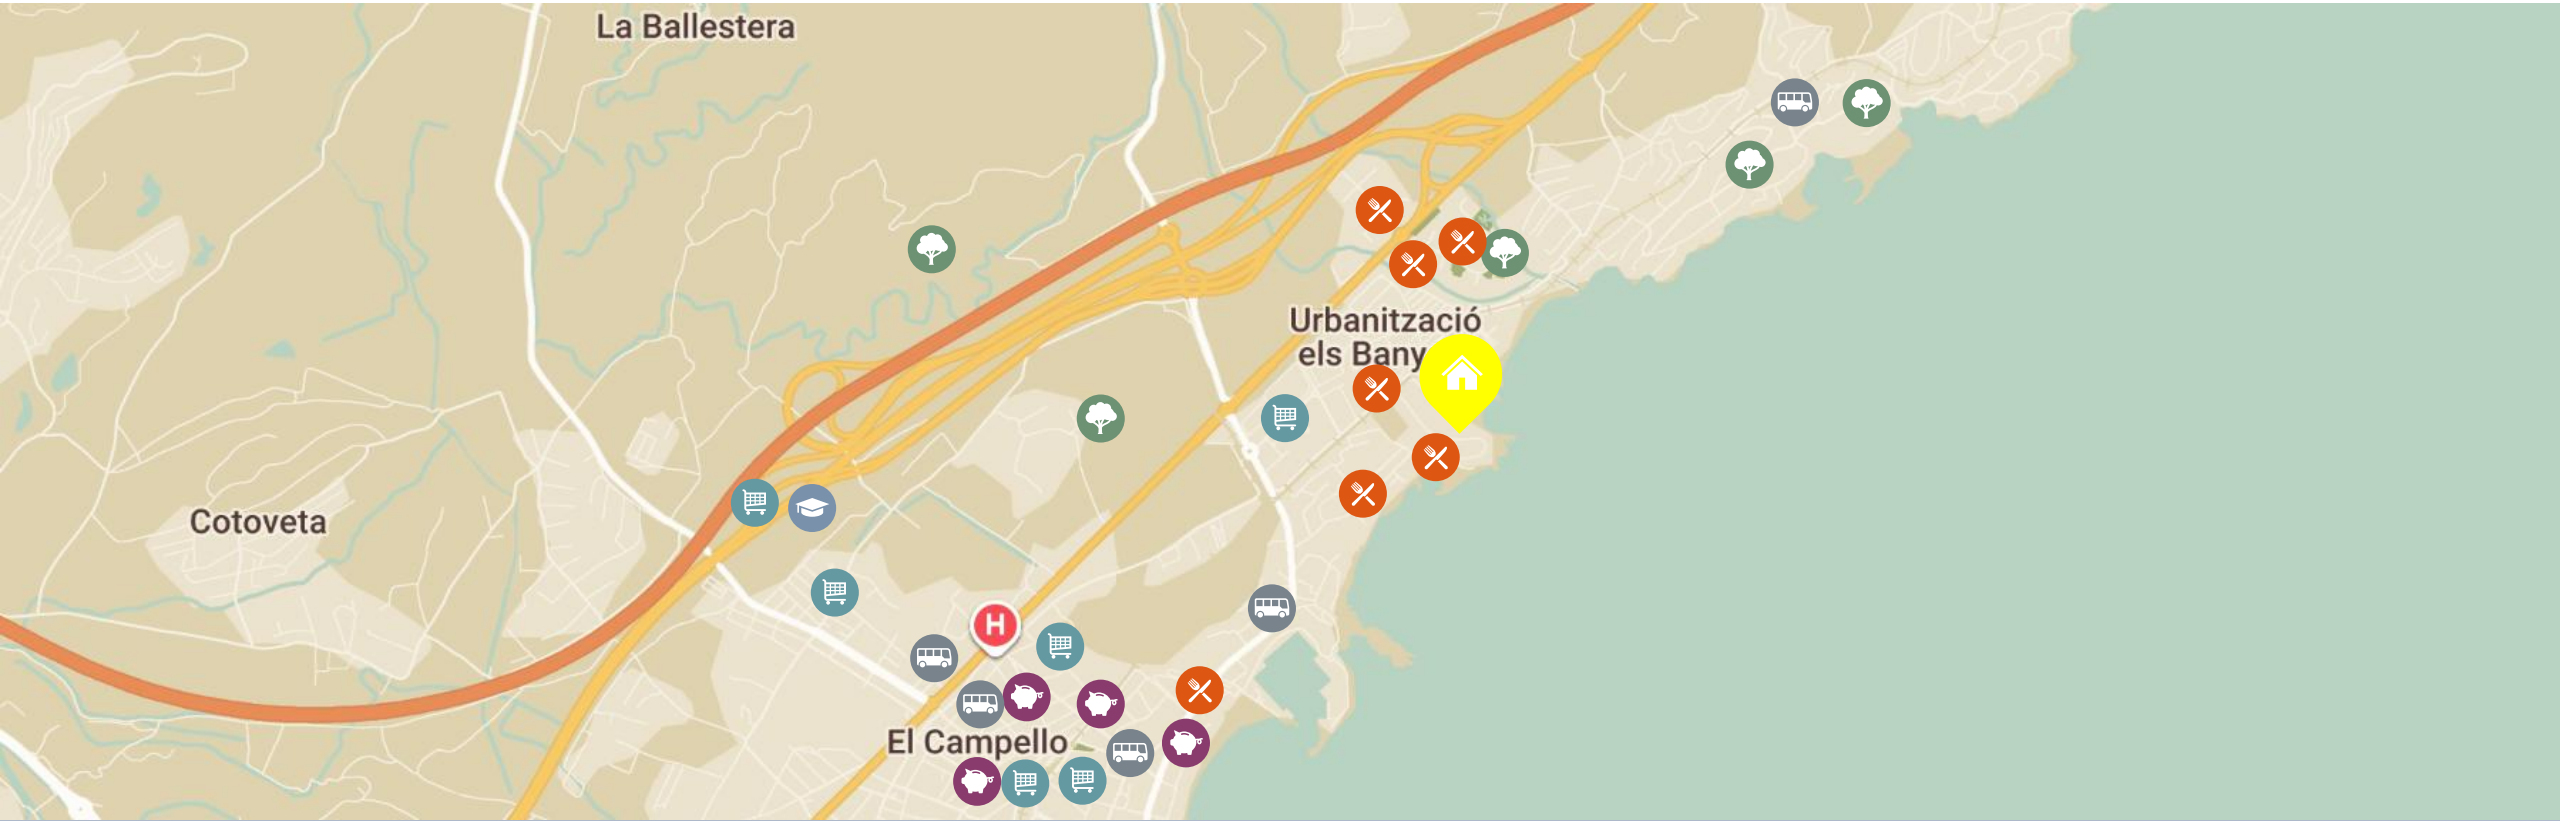 La Ballestera
Urbanització
els Bany
Cotoveta
H
El Campello